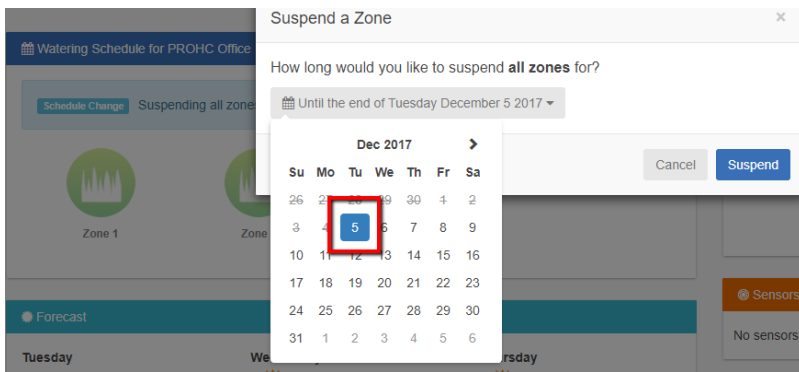 Suspend a Zone ×
Watering Schedule for PROHC Office
How long would you like to suspend all zones for?
Schedule Change Suspending all zone
Until the end of Tuesday December 5 2017
Dec 2017
Cancel Suspend
Su Mo Tu We Th Fr Sa
26 27 28 29 30 1 2
Zone 1 Zone
3 4 5 6 7 8 9
10 11 12 13 14 15 16
17 18 19 20 21 22 23
Sensors
24 25 26 27 28 29 30
Forecast
31 1 2 3 4 5 6
No sensors
Tuesday We rsday